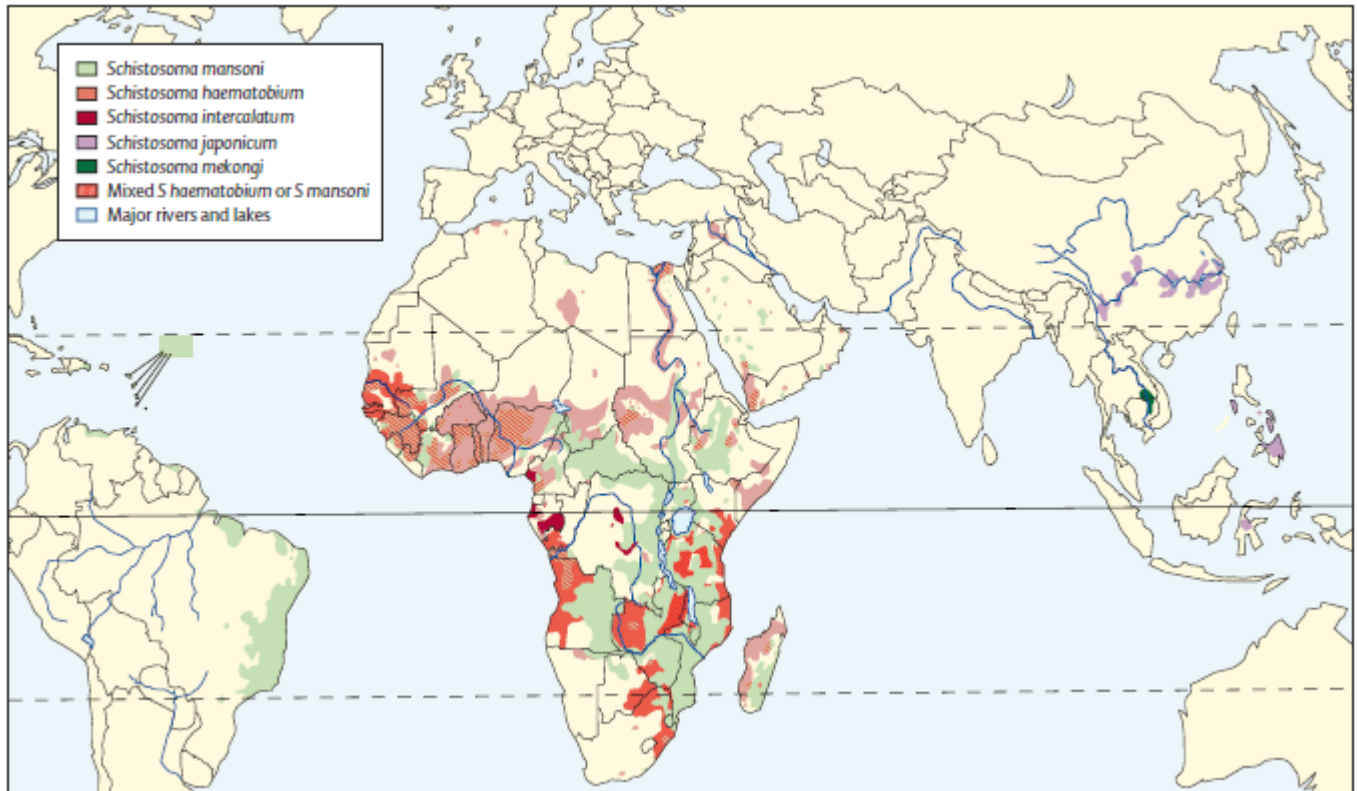 Schistosoma mansoni
Schistosoma haematobium
Schistosoma intercalatum
Schistosoma japonicum
Schistosoma mekongi
Mixed S haematobium or S mansoni
Major rivers and lakes